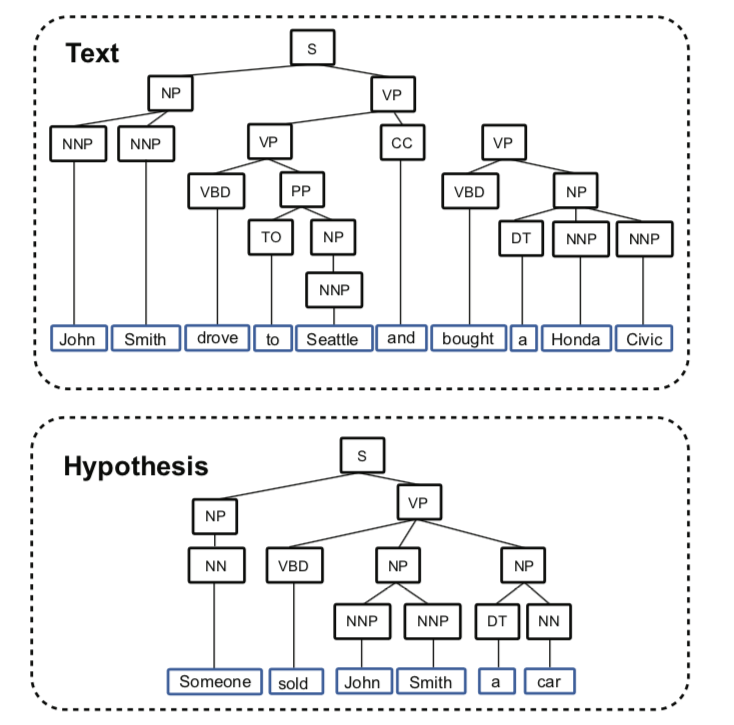 Text
S
NP VP
NNP NNP VP CC VP
VBD PP VBD NP
TO NP DT NNP NNP
NNP
John Smith drove to Seattle and bought a Honda Civic
Hypothesis
S
NP VP
NN VBD NP NP
NNP NNP DT NN
Someone sold John Smith a car